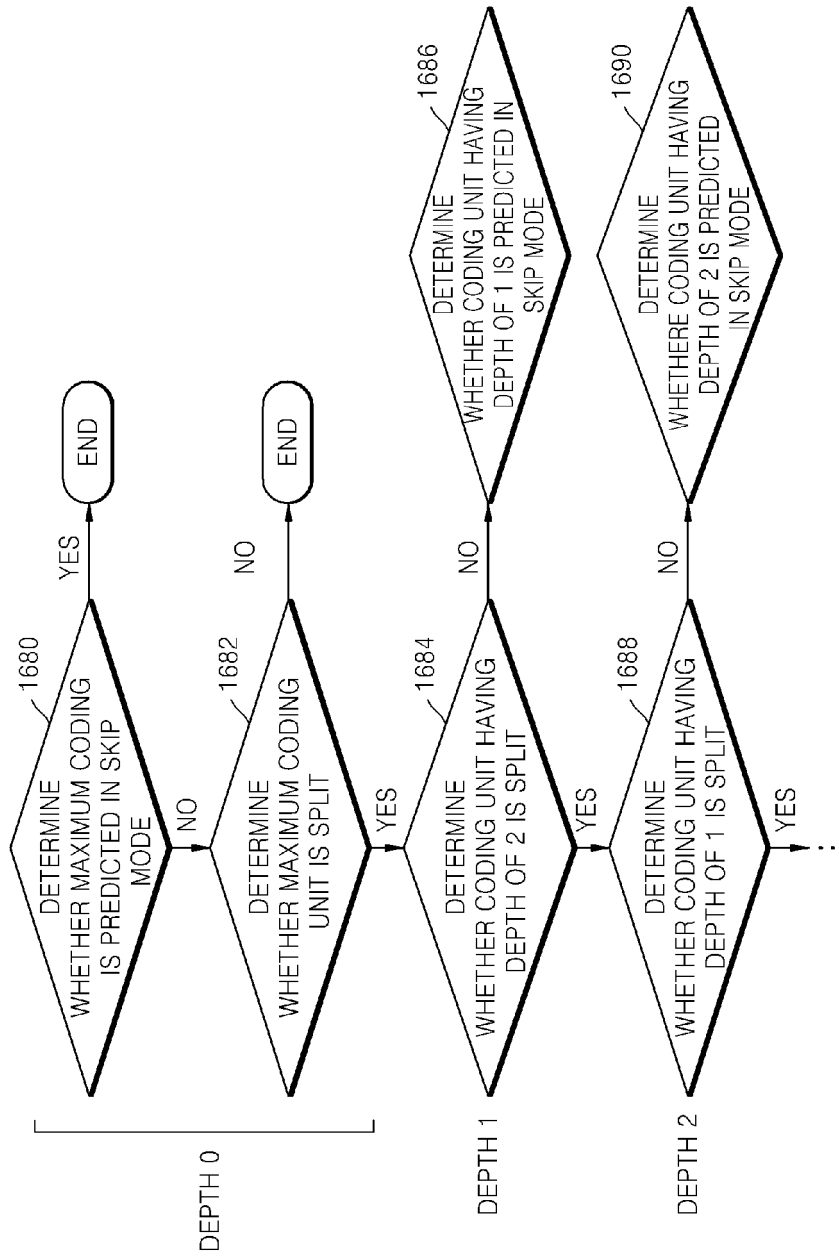 DEPTH 0
DETERMINE
WHETHER MAXIMUM CODING
IS PREDICTED IN SKIP
MODE
1680
YES
END
NO
DETERMINE
WHETHER MAXIMUM CODING
UNIT IS SPLIT
1682
NO
END
YES
DEPTH 1
DETERMINE
WHETHER CODING UNIT HAVING
DEPTH OF 2 IS SPLIT
1684
NO
DETERMINE
WHETHER CODING UNIT HAVING
DEPTH OF 1 IS PREDICTED IN
SKIP MODE
1686
YES
DEPTH 2
DETERMINE
WHETHER CODING UNIT HAVING
DEPTH OF 1 IS SPLIT
1688
NO
DETERMINE
WHETHERE CODING UNIT HAVING
DEPTH OF 2 IS PREDICTED
IN SKIP MODE
1690
YES